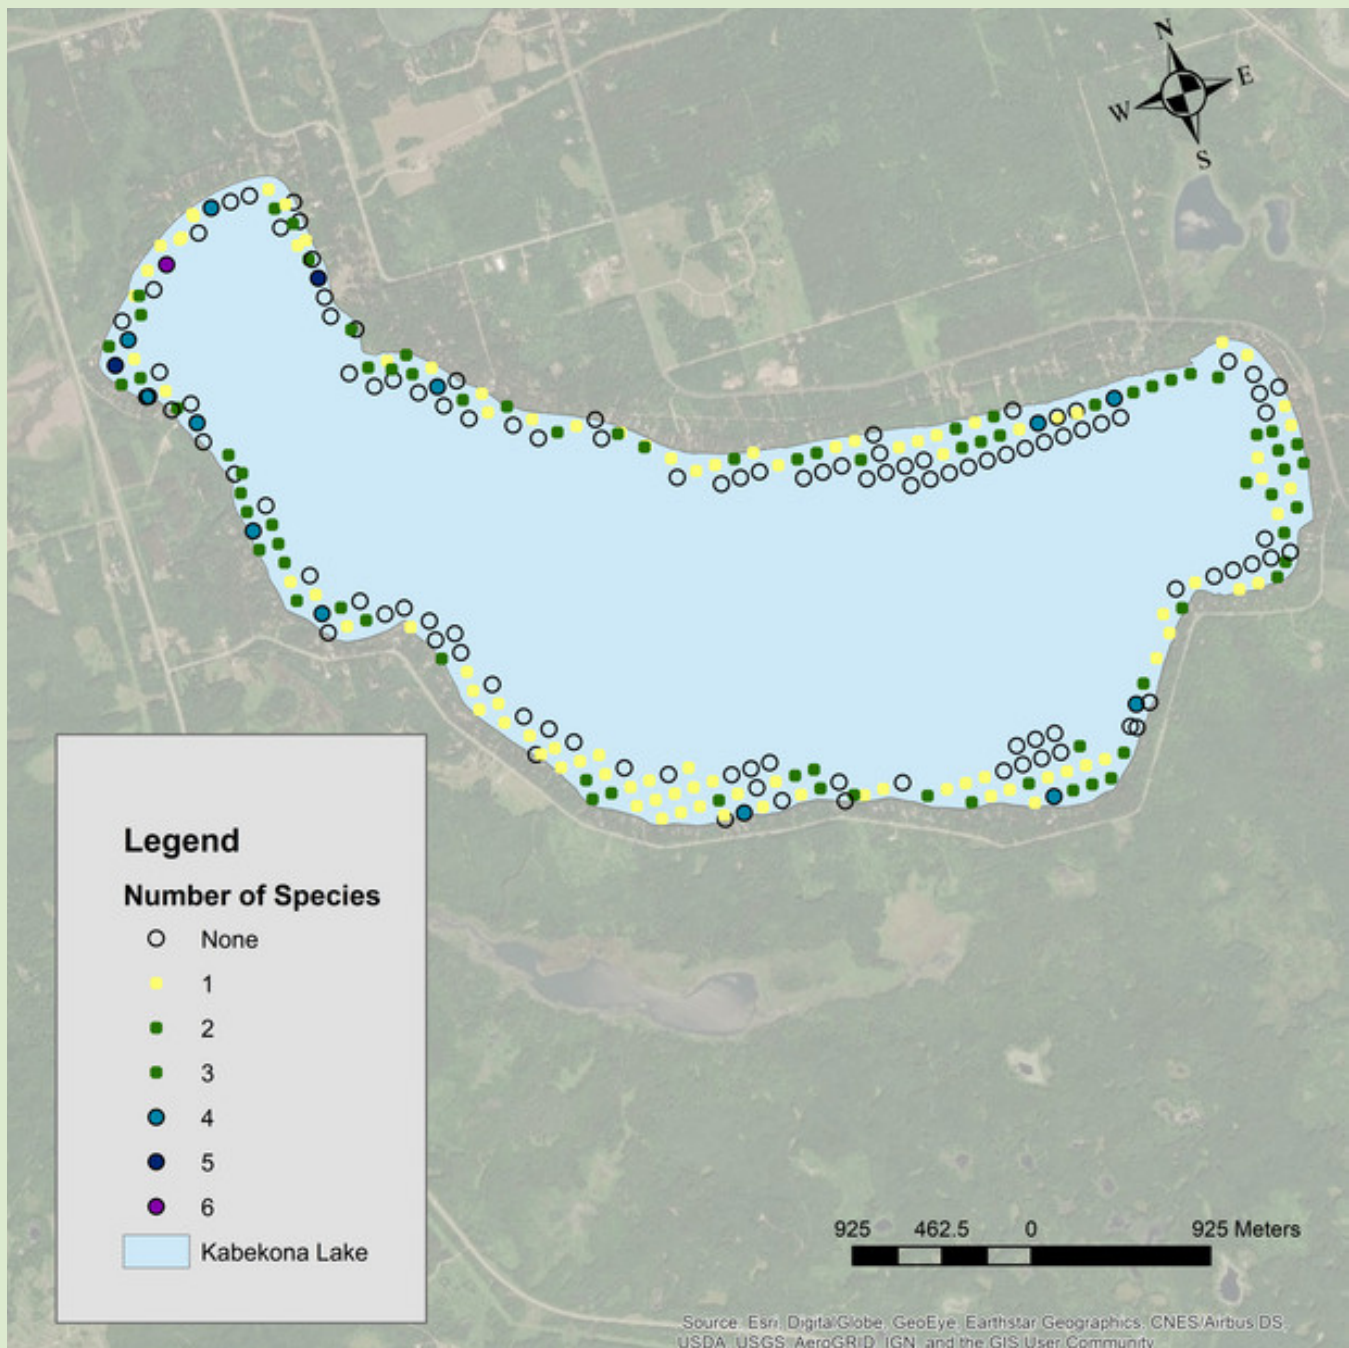 N
W
E
S
Legend
Number of Species
None
1
2
3
4
5
6
Kabekona Lake
925 462.5 0 925 Meters
Source: Esri, DigitalGlobe, GeoEye, Earthstar Geographics, CNES/Airbus DS,
USDA, USGS, AeroGRID, IGN, and the GIS User Community